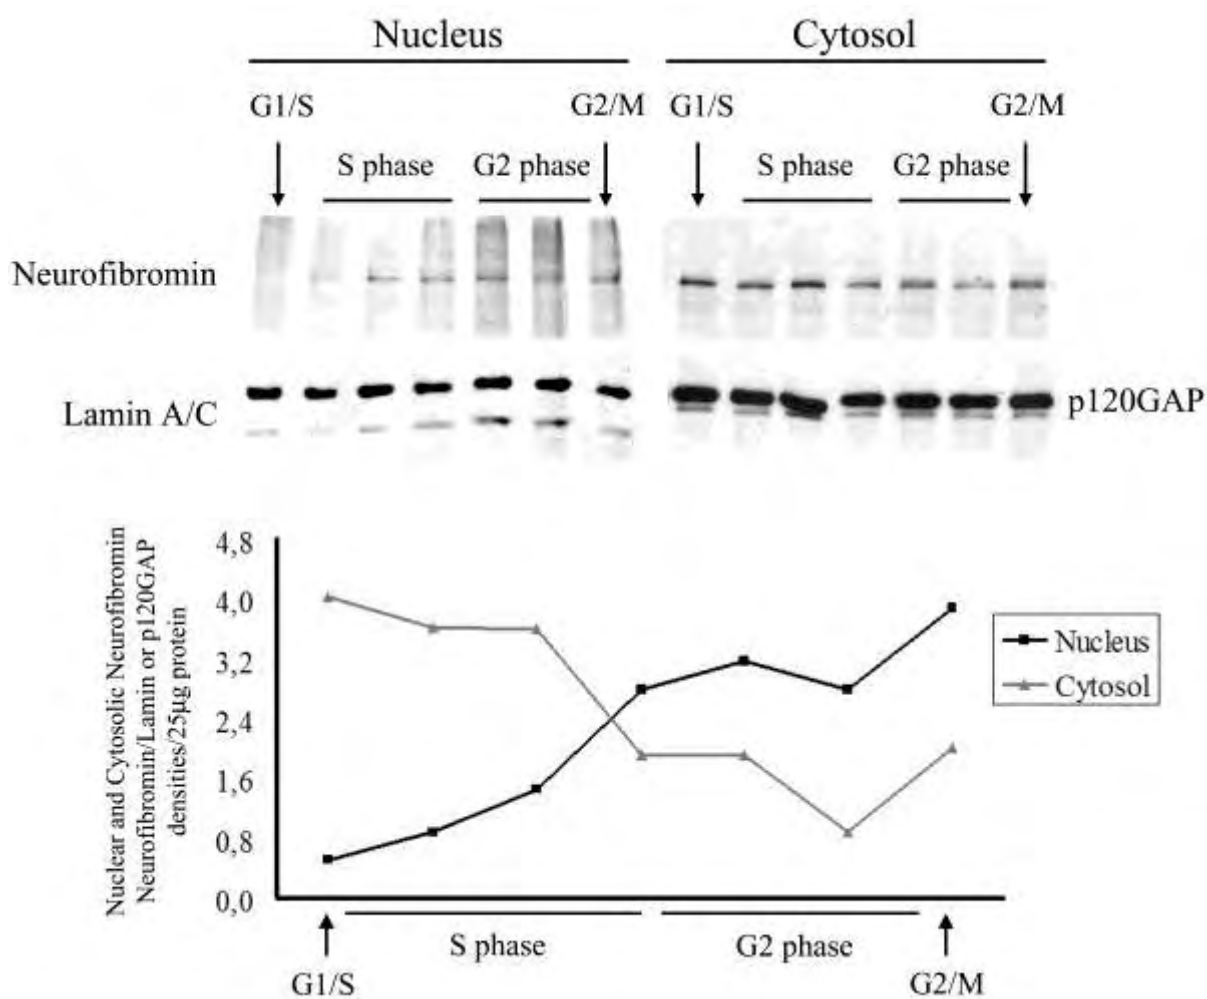 Nucleus Cytosol
G1/S G2/M G1/S G2/M
S phase G2 phase S phase G2 phase
Neurofibromin
Lamin A/C p120GAP
Nuclear and Cytosolic Neurofibromin
Neurofibromin/Lamin or p120GAP
densities/25µg protein
4,8
4,0
3,2
2,4
1,6
0,8
0,0
Nucleus
Cytosol
S phase G2 phase
G1/S G2/M